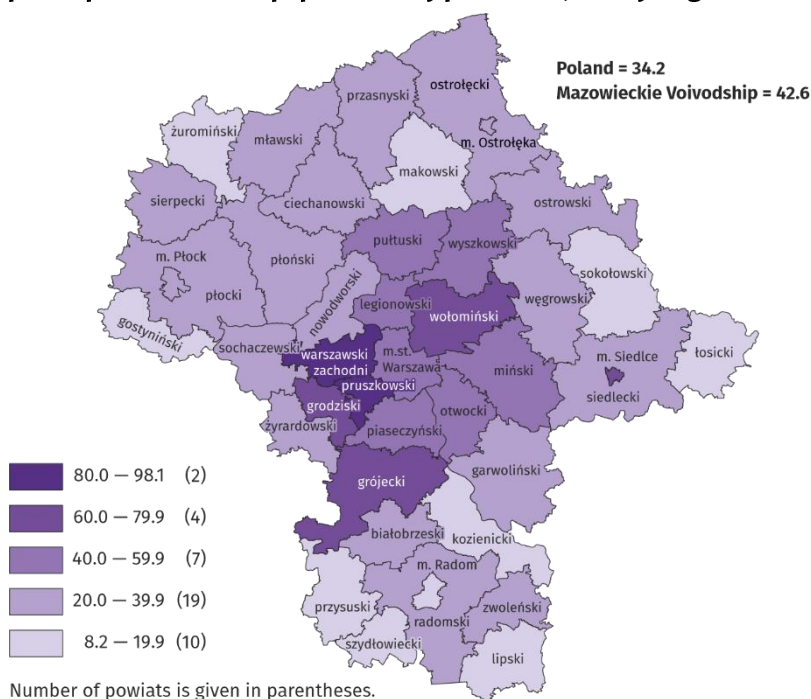 Poland = 34.2
Mazowieckie Voivodship = 42.6
ostrołęcki
przasnyski
żuromiński
mławski
m. Ostrołęka
makowski
sierpecki
ciechanowski
ostrowski
pułtuski
wyszkowski
m. Płock
płoński
sokołowski
płocki
nowodworski
legionowski
węgrowski
gostyniński
wołomiński
sochaczewski
warszawski
zachodni
m.st.
Warszawa
miński
m. Siedlce
łosicki
pruszkowski
siedlecki
grodziski
otwocki
żyrardowski
piaseczyński
garwoliński
grójecki
białobrzeski
kozienicki
m. Radom
przysuski
zwoleński
radomski
szydłowiecki
lipski
80.0 — 98.1 (2)
60.0 — 79.9 (4)
40.0 — 59.9 (7)
20.0 — 39.9 (19)
8.2 — 19.9 (10)
Number of powiats is given in parentheses.